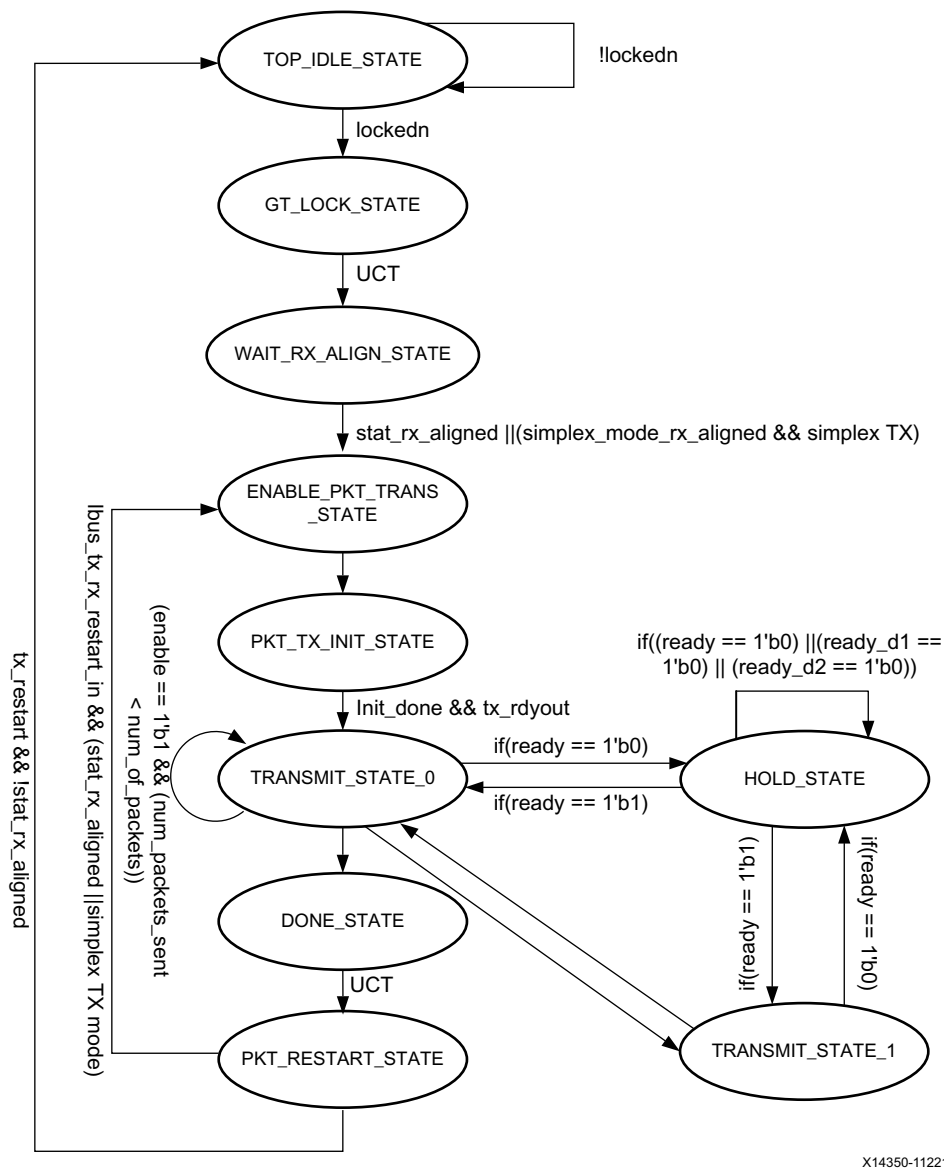 TOP_IDLE_STATE
!lockedn
lockedn
GT_LOCK_STATE
UCT
WAIT_RX_ALIGN_STATE
stat_rx_aligned ||(simplex_mode_rx_aligned && simplex TX)
ENABLE_PKT_TRANS
_STATE
PKT_TX_INIT_STATE
Init_done && tx_rdyout
if((ready == 1'b0) ||(ready_d1 ==
1'b0) || (ready_d2 == 1'b0))
TRANSMIT_STATE_0
if(ready == 1'b0)
if(ready == 1'b1)
HOLD_STATE
(enable == 1'b1 && (num_packets_sent
< num_of_packets))
lbus_tx_rx_restart_in && (stat_rx_aligned ||simplex TX mode)
tx_restart && !stat_rx_aligned
DONE_STATE
if(ready == 1'b1)
if(ready == 1'b0)
UCT
PKT_RESTART_STATE
TRANSMIT_STATE_1